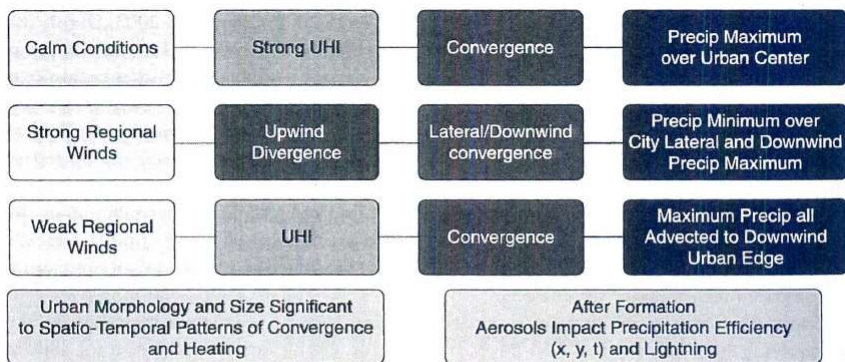 Calm Conditions
Strong UHI
Convergence
Precip Maximum
over Urban Center
Strong Regional
Winds
Upwind
Divergence
Lateral/Downwind
convergence
Precip Minimum over
City Lateral and Downwind
Precip Maximum
Weak Regional
Winds
UHI
Convergence
Maximum Precip all
Advected to Downwind
Urban Edge
Urban Morphology and Size Significant
to Spatio-Temporal Patterns of Convergence
and Heating
After Formation
Aerosols Impact Precipitation Efficiency
(x, y, t) and Lightning